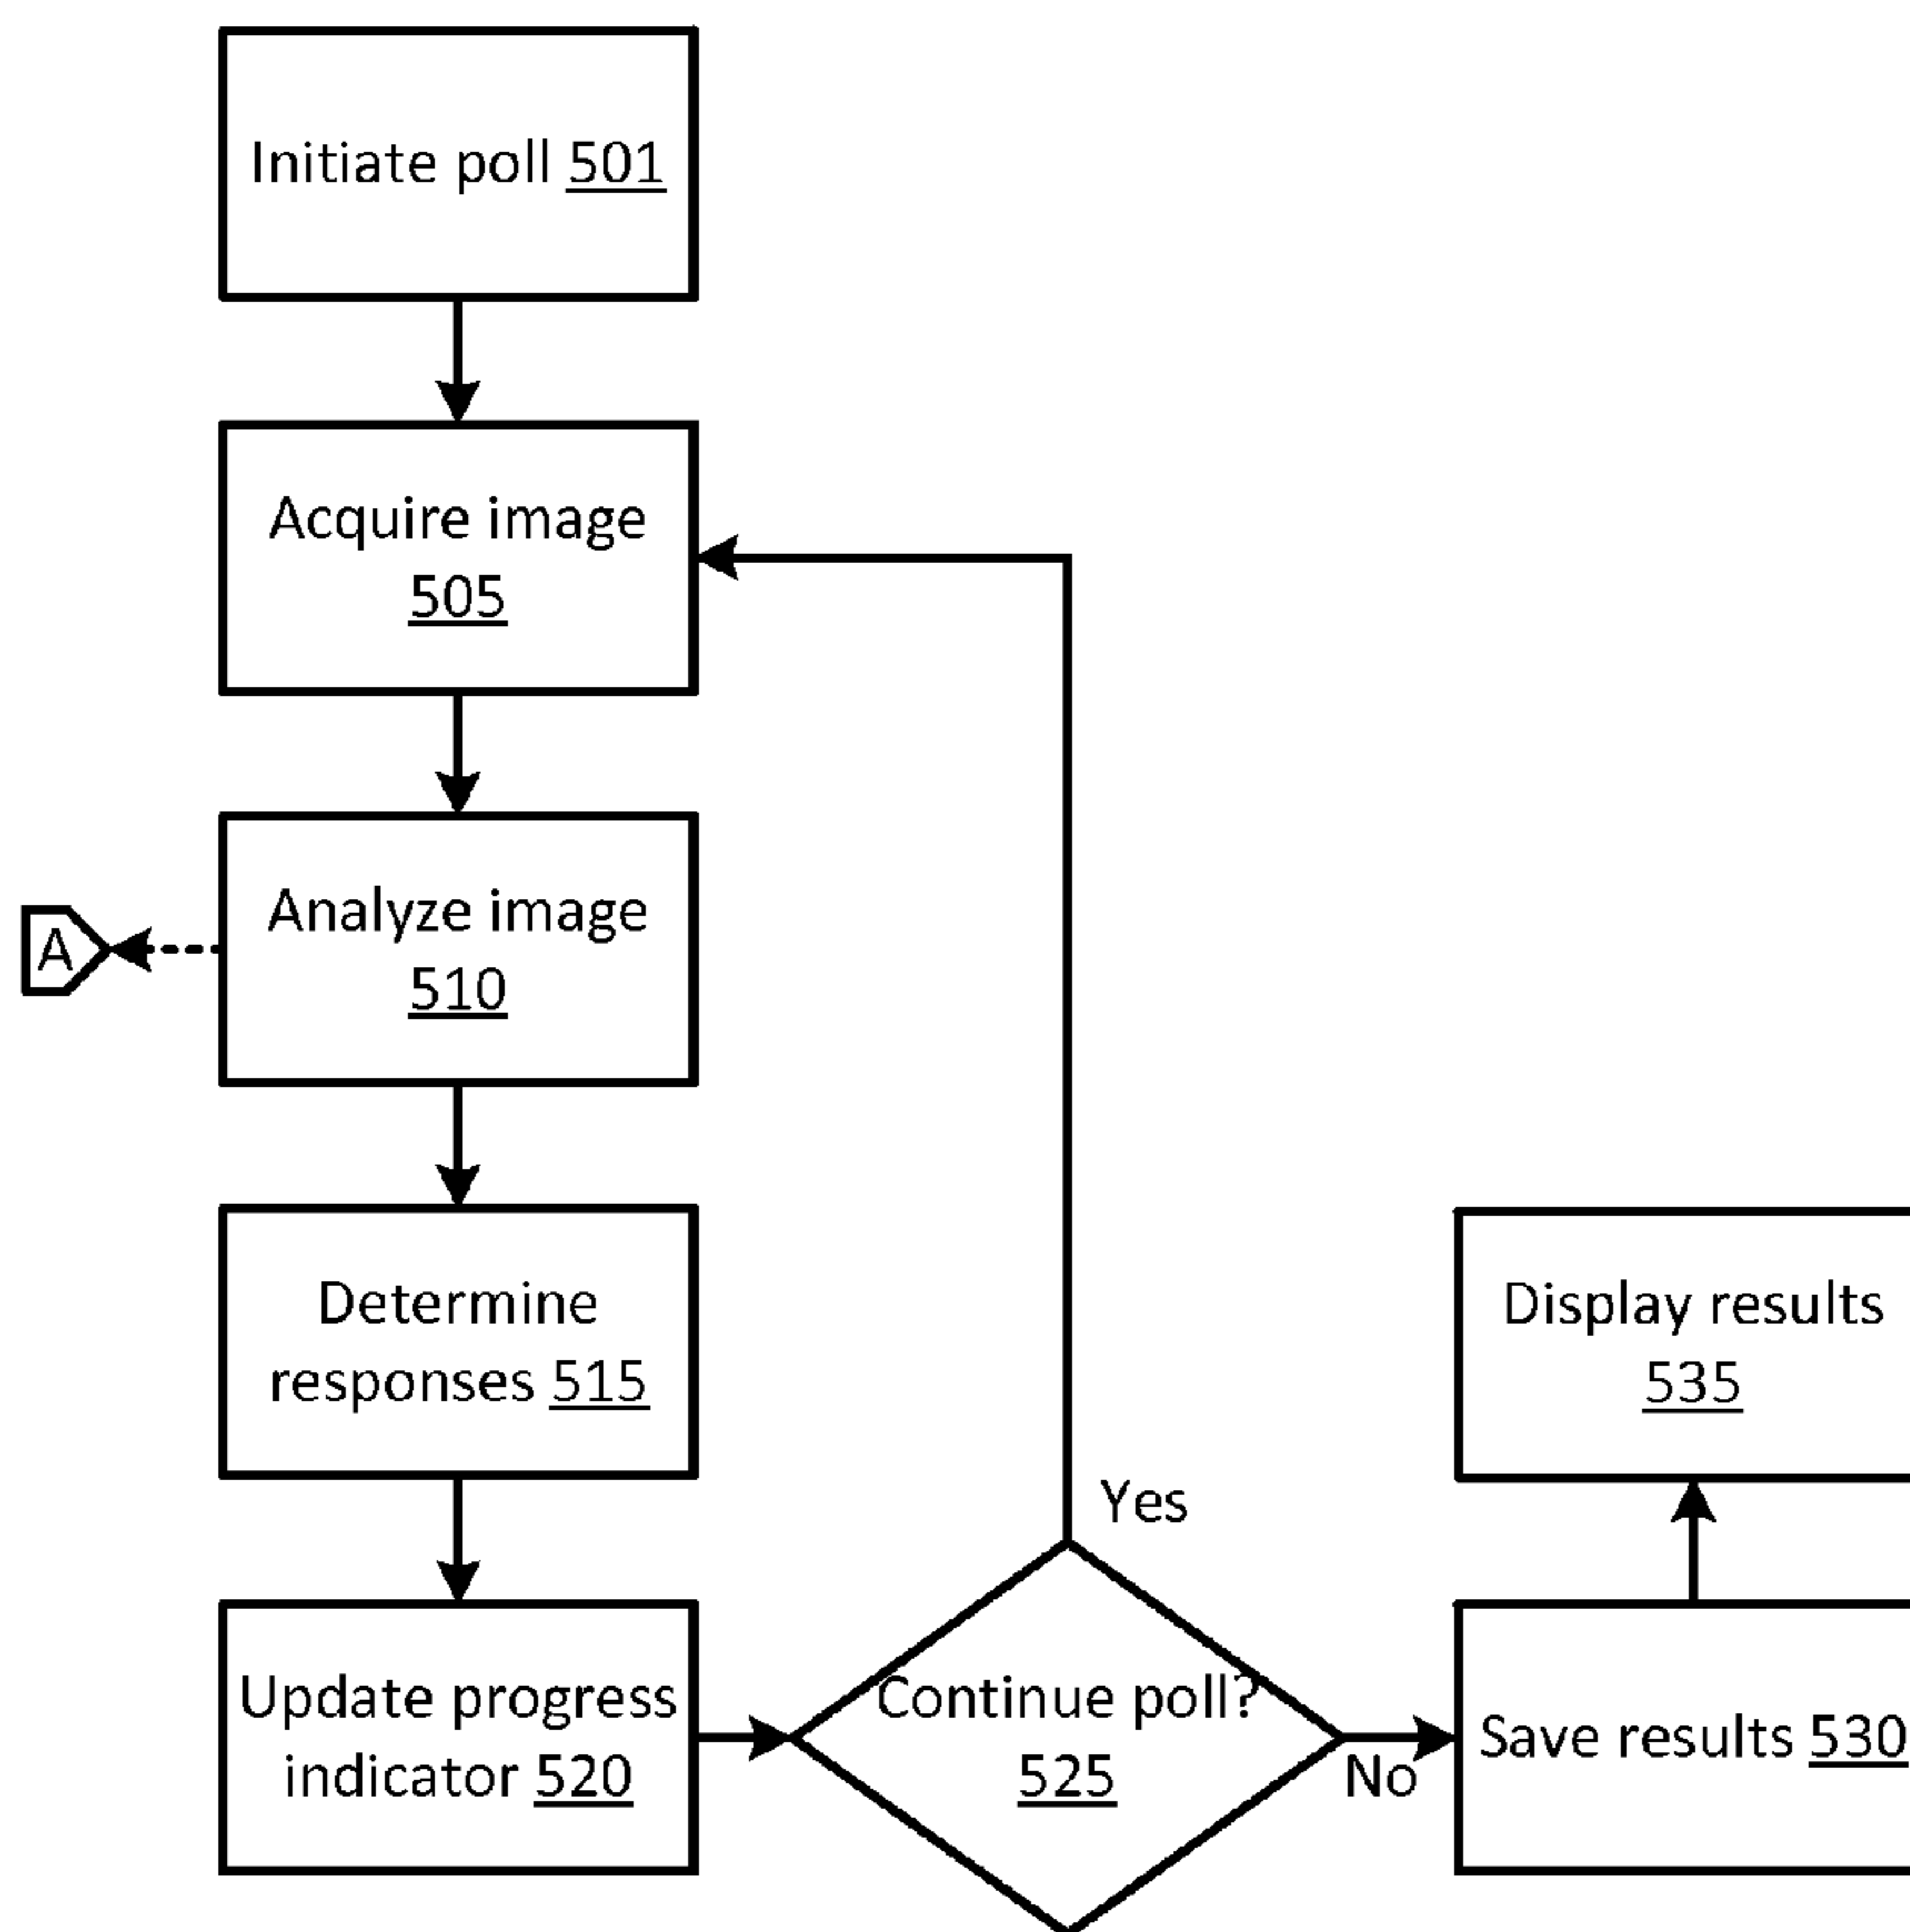 Initiate poll 501
Acquire image
505
A
Analyze image
510
Determine
responses 515
Update progress
indicator 520
Continue poll?
525
Yes
No
Save results 530
Display results
535